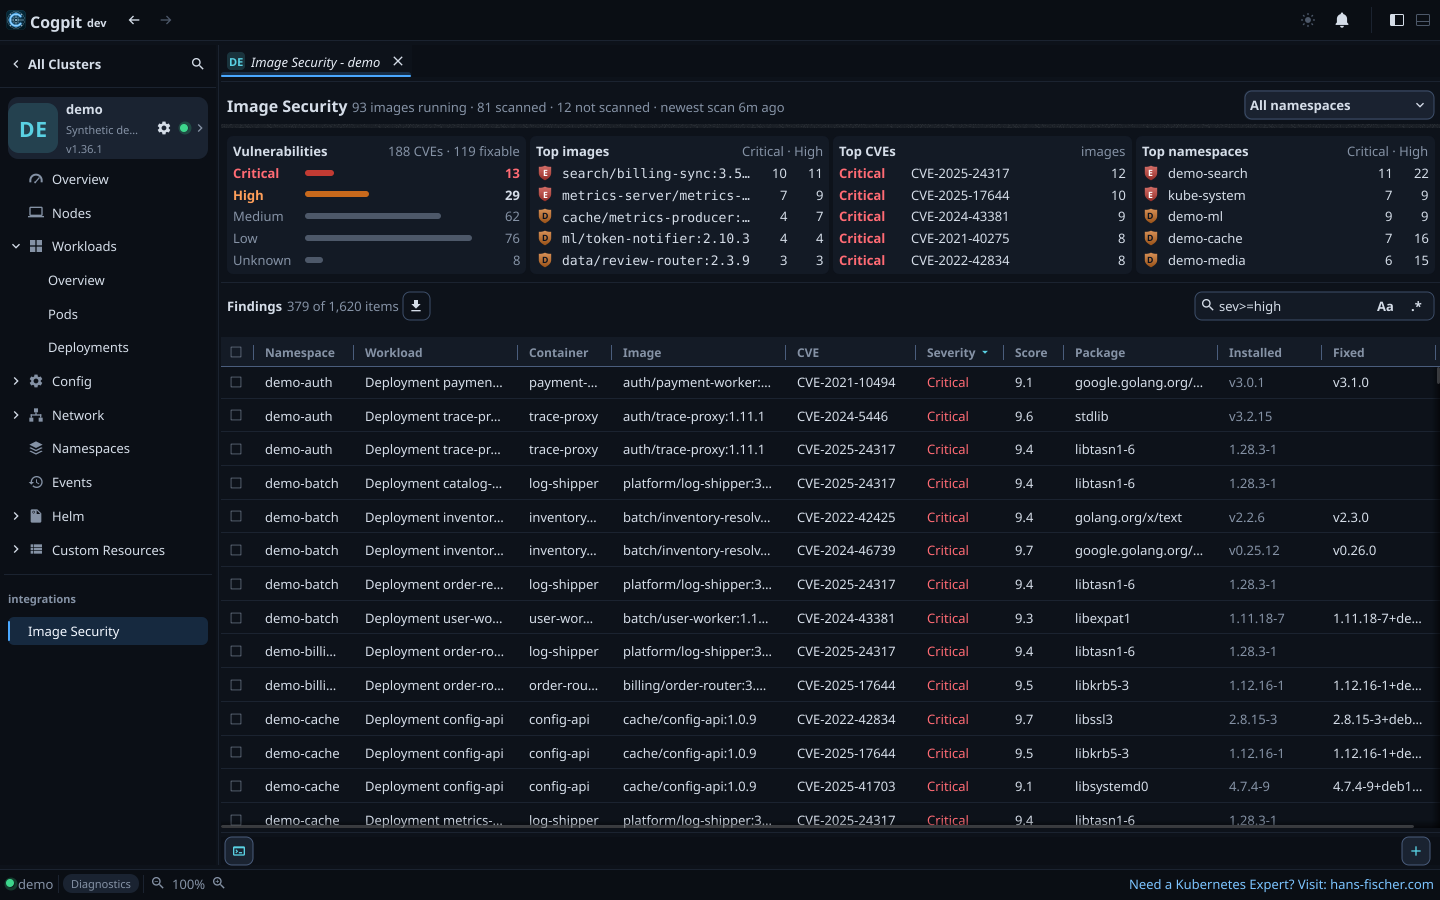 Cogpit dev
All Clusters
DE Image Security - demo
DE
demo
Synthetic de...
v1.36.1
Overview
Nodes
Workloads
Overview
Pods
Deployments
Config
Network
Namespaces
Events
Helm
Custom Resources
integrations
Image Security
Image Security 93 images running · 81 scanned · 12 not scanned · newest scan 6m ago
All namespaces
Vulnerabilities 188 CVEs · 119 fixable
Critical 13
High 29
Medium 62
Low 76
Unknown 8
Top images Critical · High
E search/billing-sync:3.5… 10 11
E metrics-server/metrics-… 7 9
D cache/metrics-producer:… 4 7
D ml/token-notifier:2.10.3 4 4
D data/review-router:2.3.9 3 3
Top CVEs images
Critical CVE-2025-24317 12
Critical CVE-2025-17644 10
Critical CVE-2024-43381 9
Critical CVE-2021-40275 8
Critical CVE-2022-42834 8
Top namespaces Critical · High
E demo-search 11 22
E kube-system 7 9
D demo-ml 9 9
D demo-cache 7 16
D demo-media 6 15
Findings 379 of 1,620 items
sev>=high Aa .*
Namespace Workload Container Image CVE Severity Score Package Installed Fixed
demo-auth Deployment paymen... payment-... auth/payment-worker:... CVE-2021-10494 Critical 9.1 google.golang.org/... v3.0.1 v3.1.0
demo-auth Deployment trace-pr... trace-proxy auth/trace-proxy:1.11.1 CVE-2024-5446 Critical 9.6 stdlib v3.2.15
demo-auth Deployment trace-pr... trace-proxy auth/trace-proxy:1.11.1 CVE-2025-24317 Critical 9.4 libtasn1-6 1.28.3-1
demo-batch Deployment catalog-... log-shipper platform/log-shipper:3... CVE-2025-24317 Critical 9.4 libtasn1-6 1.28.3-1
demo-batch Deployment inventor... inventory... batch/inventory-resolv... CVE-2022-42425 Critical 9.4 golang.org/x/text v2.2.6 v2.3.0
demo-batch Deployment inventor... inventory... batch/inventory-resolv... CVE-2024-46739 Critical 9.7 google.golang.org/... v0.25.12 v0.26.0
demo-batch Deployment order-re... log-shipper platform/log-shipper:3... CVE-2025-24317 Critical 9.4 libtasn1-6 1.28.3-1
demo-batch Deployment user-wo... user-wor... batch/user-worker:1.1... CVE-2024-43381 Critical 9.3 libexpat1 1.11.18-7 1.11.18-7+de...
demo-billi... Deployment order-ro... log-shipper platform/log-shipper:3... CVE-2025-24317 Critical 9.4 libtasn1-6 1.28.3-1
demo-billi... Deployment order-ro... order-rou... billing/order-router:3.... CVE-2025-17644 Critical 9.5 libkrb5-3 1.12.16-1 1.12.16-1+de...
demo-cache Deployment config-api config-api cache/config-api:1.0.9 CVE-2022-42834 Critical 9.7 libssl3 2.8.15-3 2.8.15-3+deb...
demo-cache Deployment config-api config-api cache/config-api:1.0.9 CVE-2025-17644 Critical 9.5 libkrb5-3 1.12.16-1 1.12.16-1+de...
demo-cache Deployment config-api config-api cache/config-api:1.0.9 CVE-2025-41703 Critical 9.1 libsystemd0 4.7.4-9 4.7.4-9+deb1...
demo-cache Deployment metrics-... log-shipper platform/log-shipper:3... CVE-2025-24317 Critical 9.4 libtasn1-6 1.28.3-1
demo Diagnostics 100% Need a Kubernetes Expert? Visit: hans-fischer.com